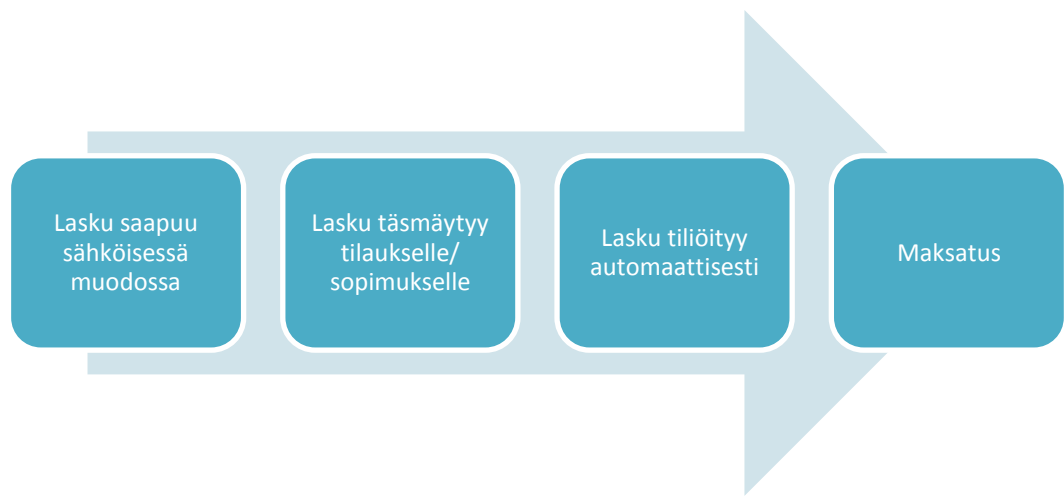 Lasku saapuu
sähköisessä
muodossa
Lasku täsmäytyy
tilaukselle/
sopimukselle
Lasku tiliöityy
automaattisesti
Maksatus